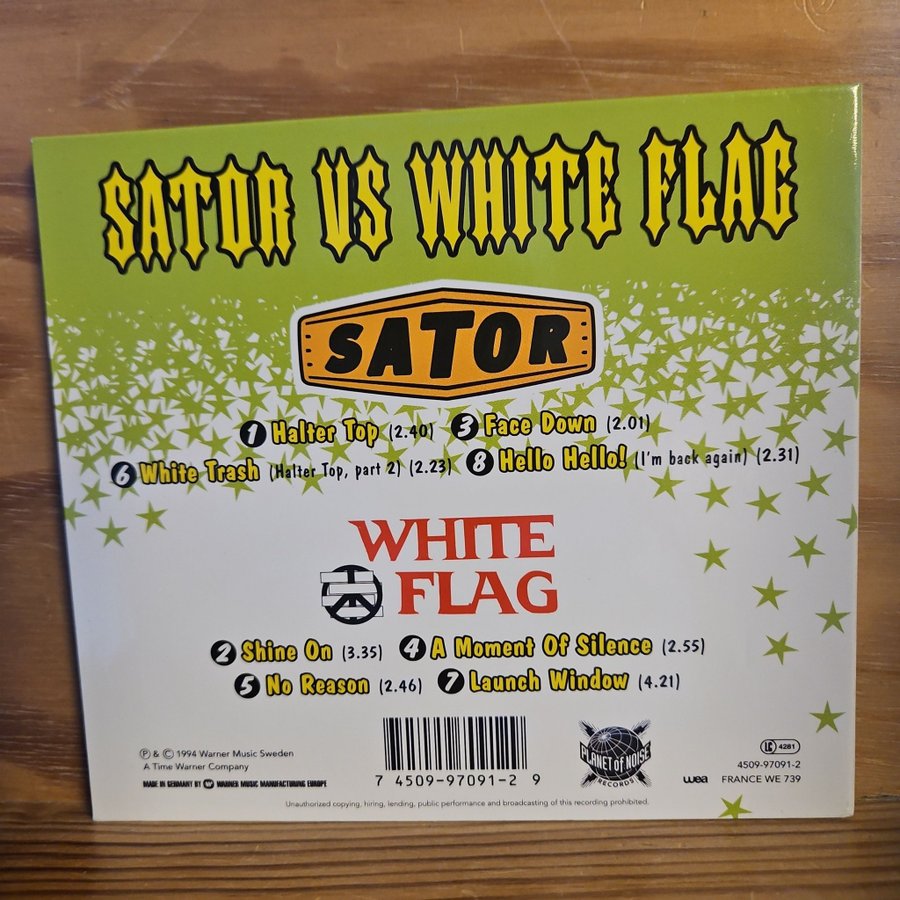 SATOR VS WHITE FLAG
SATOR
1 Halter Top (2.40) 3 Face Down (2.01)
6 White Trash (Halter Top, part 2) (2.23) 8 Hello Hello! (I'm back again) (2.31)
WHITE
FLAG
2 Shine On (3.35) 4 A Moment Of Silence (2.55)
5 No Reason (2.46) 7 Launch Window (4.21)
℗ & © 1994 Warner Music Sweden
A Time Warner Company
MADE IN GERMANY BY WARNER MUSIC MANUFACTURING EUROPE
7 4509-97091-2 9
PLANET OF NOISE
RECORDS
LC 4281
4509-97091-2
wea FRANCE WE 739
Unauthorized copying, hiring, lending, public performance and broadcasting of this recording prohibited.